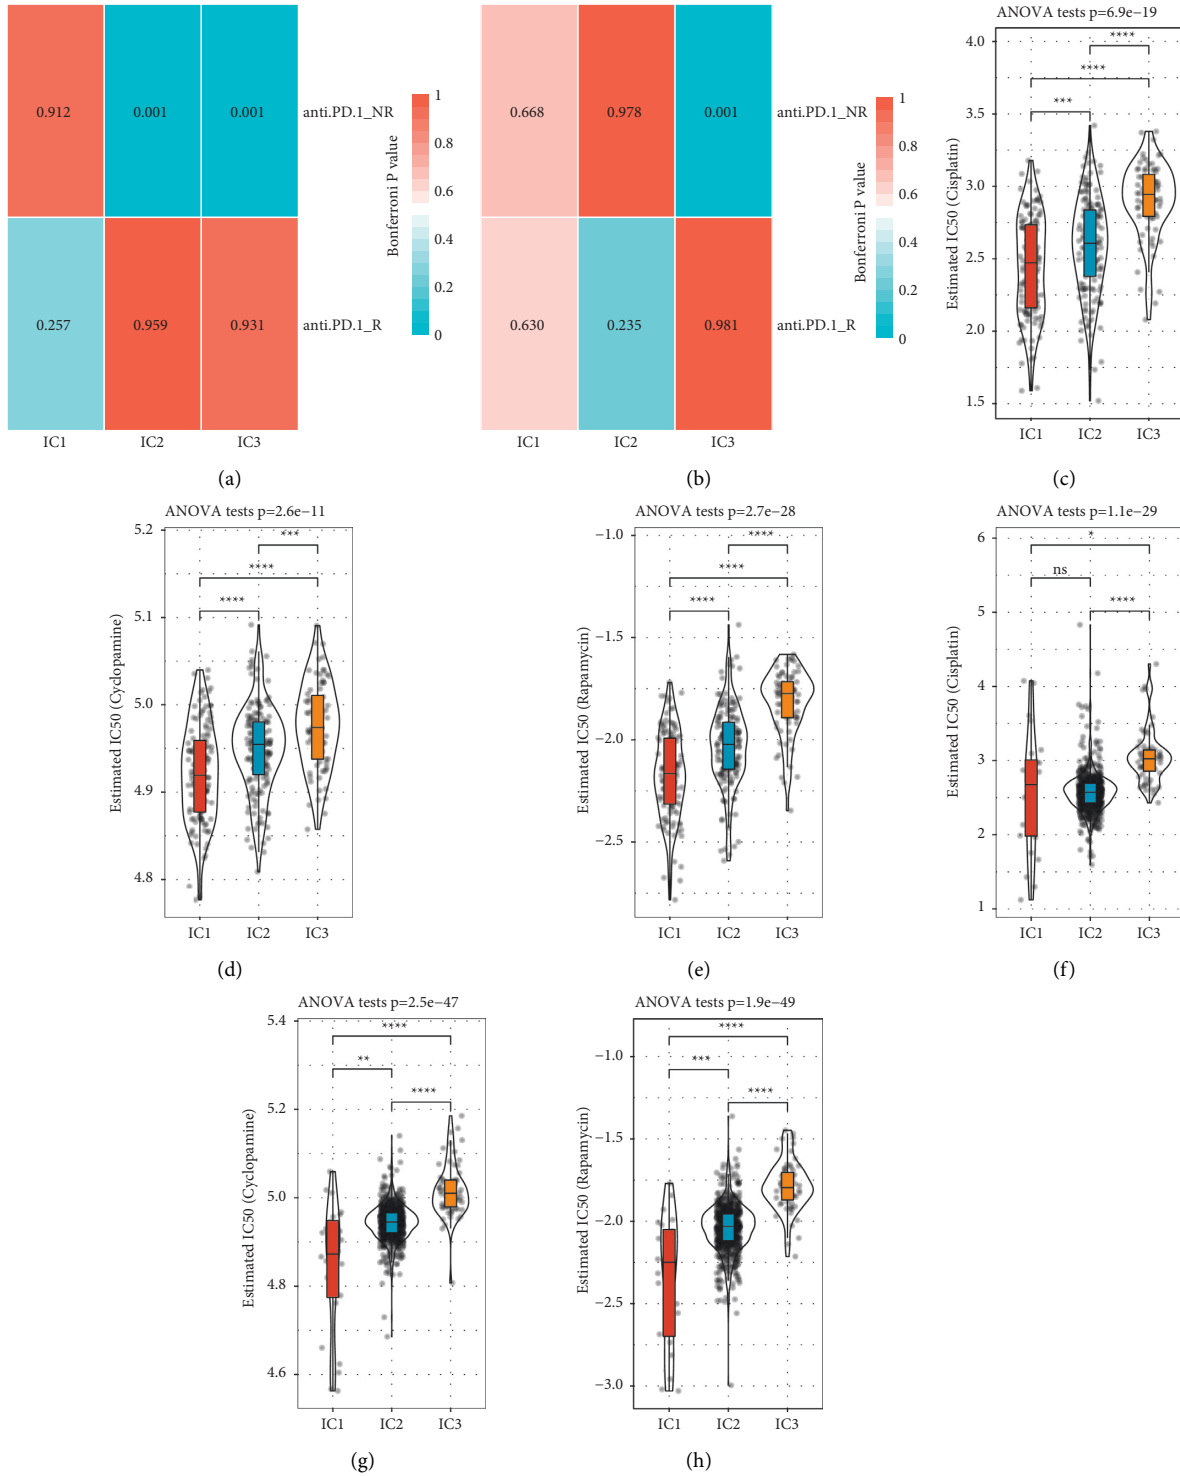 0.912
0.001
0.001
0.257
0.959
0.931
anti.PD.1_NR
anti.PD.1_R
IC1
IC2
IC3
Bonferroni P value
1
0.8
0.6
0.4
0.2
0
(a)
0.668
0.978
0.001
0.630
0.235
0.981
anti.PD.1_NR
anti.PD.1_R
IC1
IC2
IC3
Bonferroni P value
1
0.8
0.6
0.4
0.2
0
(b)
ANOVA tests p=6.9e−19
Estimated IC50 (Cisplatin)
4.0
3.5
3.0
2.5
2.0
1.5
****
****
***
IC1
IC2
IC3
(c)
ANOVA tests p=2.6e−11
Estimated IC50 (Cyclopamine)
5.2
5.1
5.0
4.9
4.8
***
****
****
IC1
IC2
IC3
(d)
ANOVA tests p=2.7e−28
Estimated IC50 (Rapamycin)
−1.0
−1.5
−2.0
−2.5
****
****
****
IC1
IC2
IC3
(e)
ANOVA tests p=1.1e−29
Estimated IC50 (Cisplatin)
6
5
4
3
2
1
*
ns
****
IC1
IC2
IC3
(f)
ANOVA tests p=2.5e−47
Estimated IC50 (Cyclopamine)
5.4
5.2
5.0
4.8
4.6
****
**
****
IC1
IC2
IC3
(g)
ANOVA tests p=1.9e−49
Estimated IC50 (Rapamycin)
−1.0
−1.5
−2.0
−2.5
−3.0
****
***
****
IC1
IC2
IC3
(h)